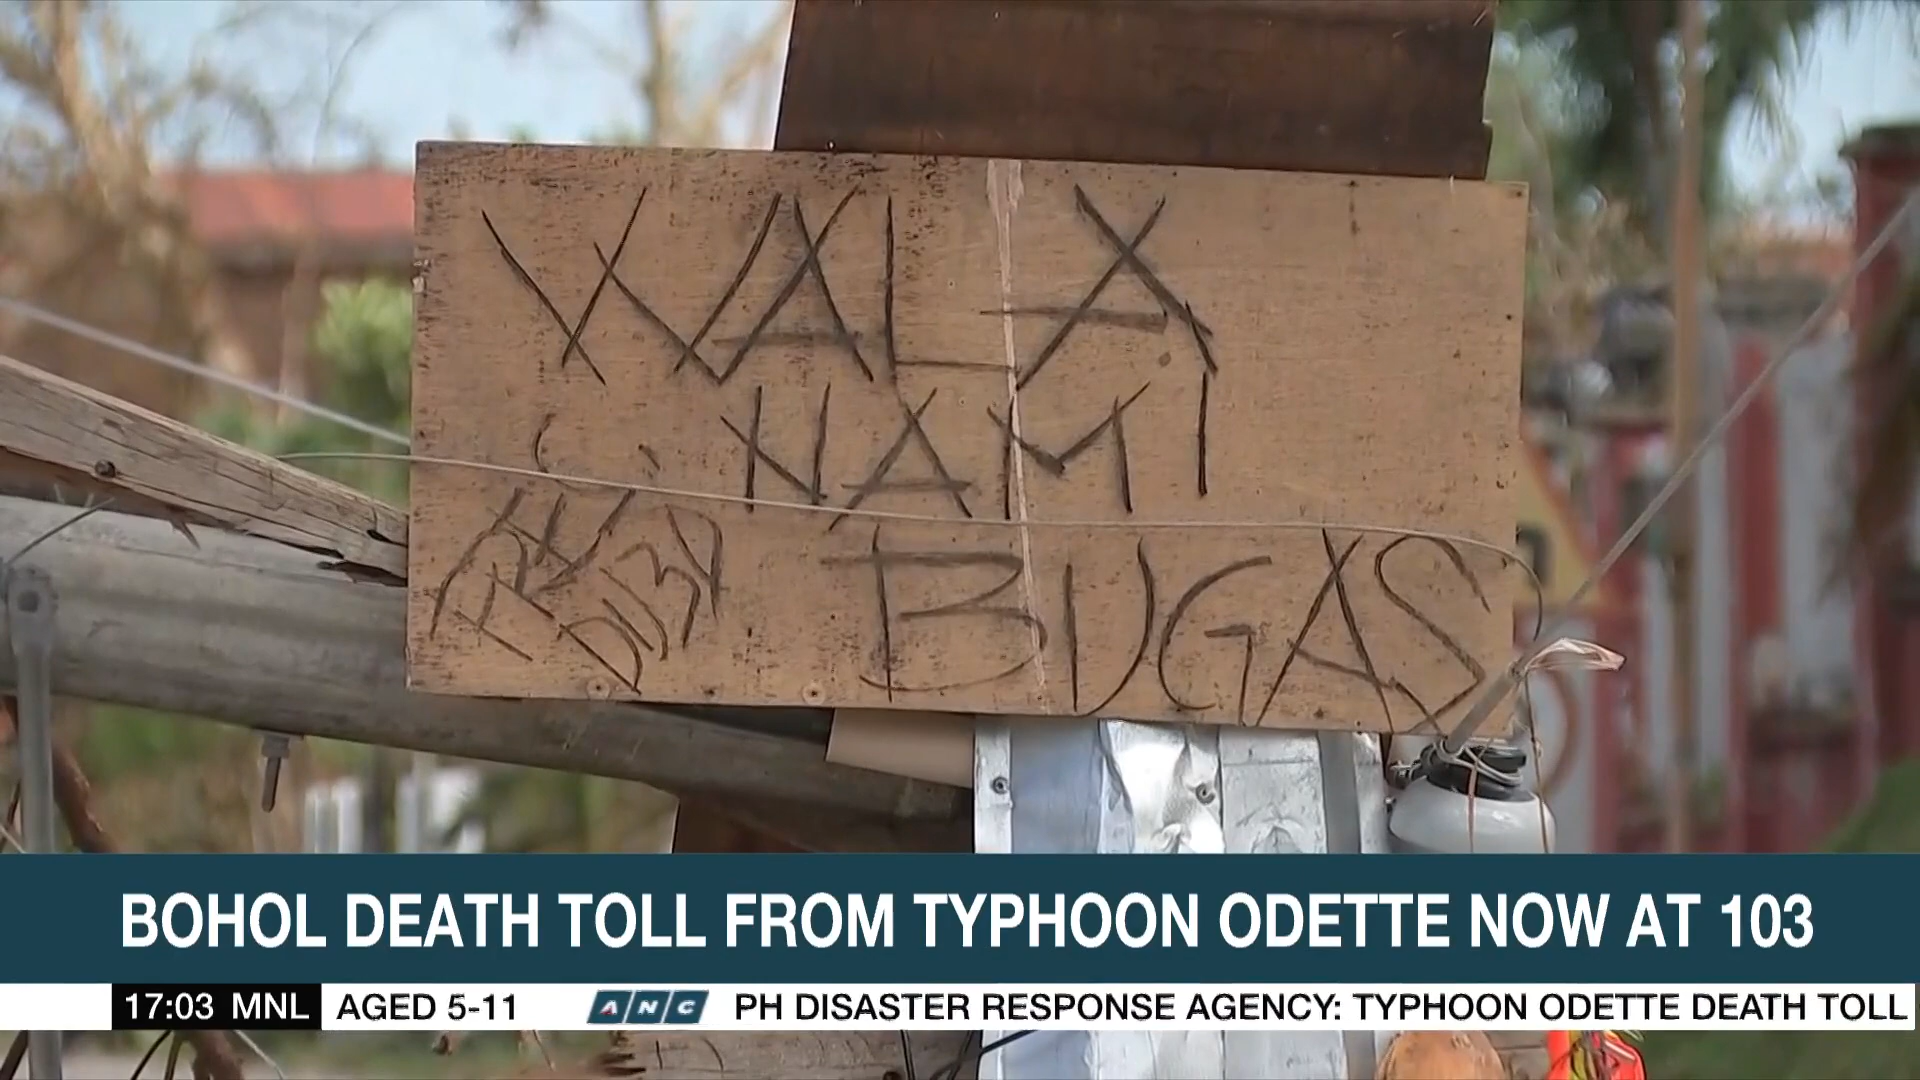 WALA
NAMI
BUGAS
BOHOL DEATH TOLL FROM TYPHOON ODETTE NOW AT 103
17:03 MNL AGED 5-11 ANC PH DISASTER RESPONSE AGENCY: TYPHOON ODETTE DEATH TOLL